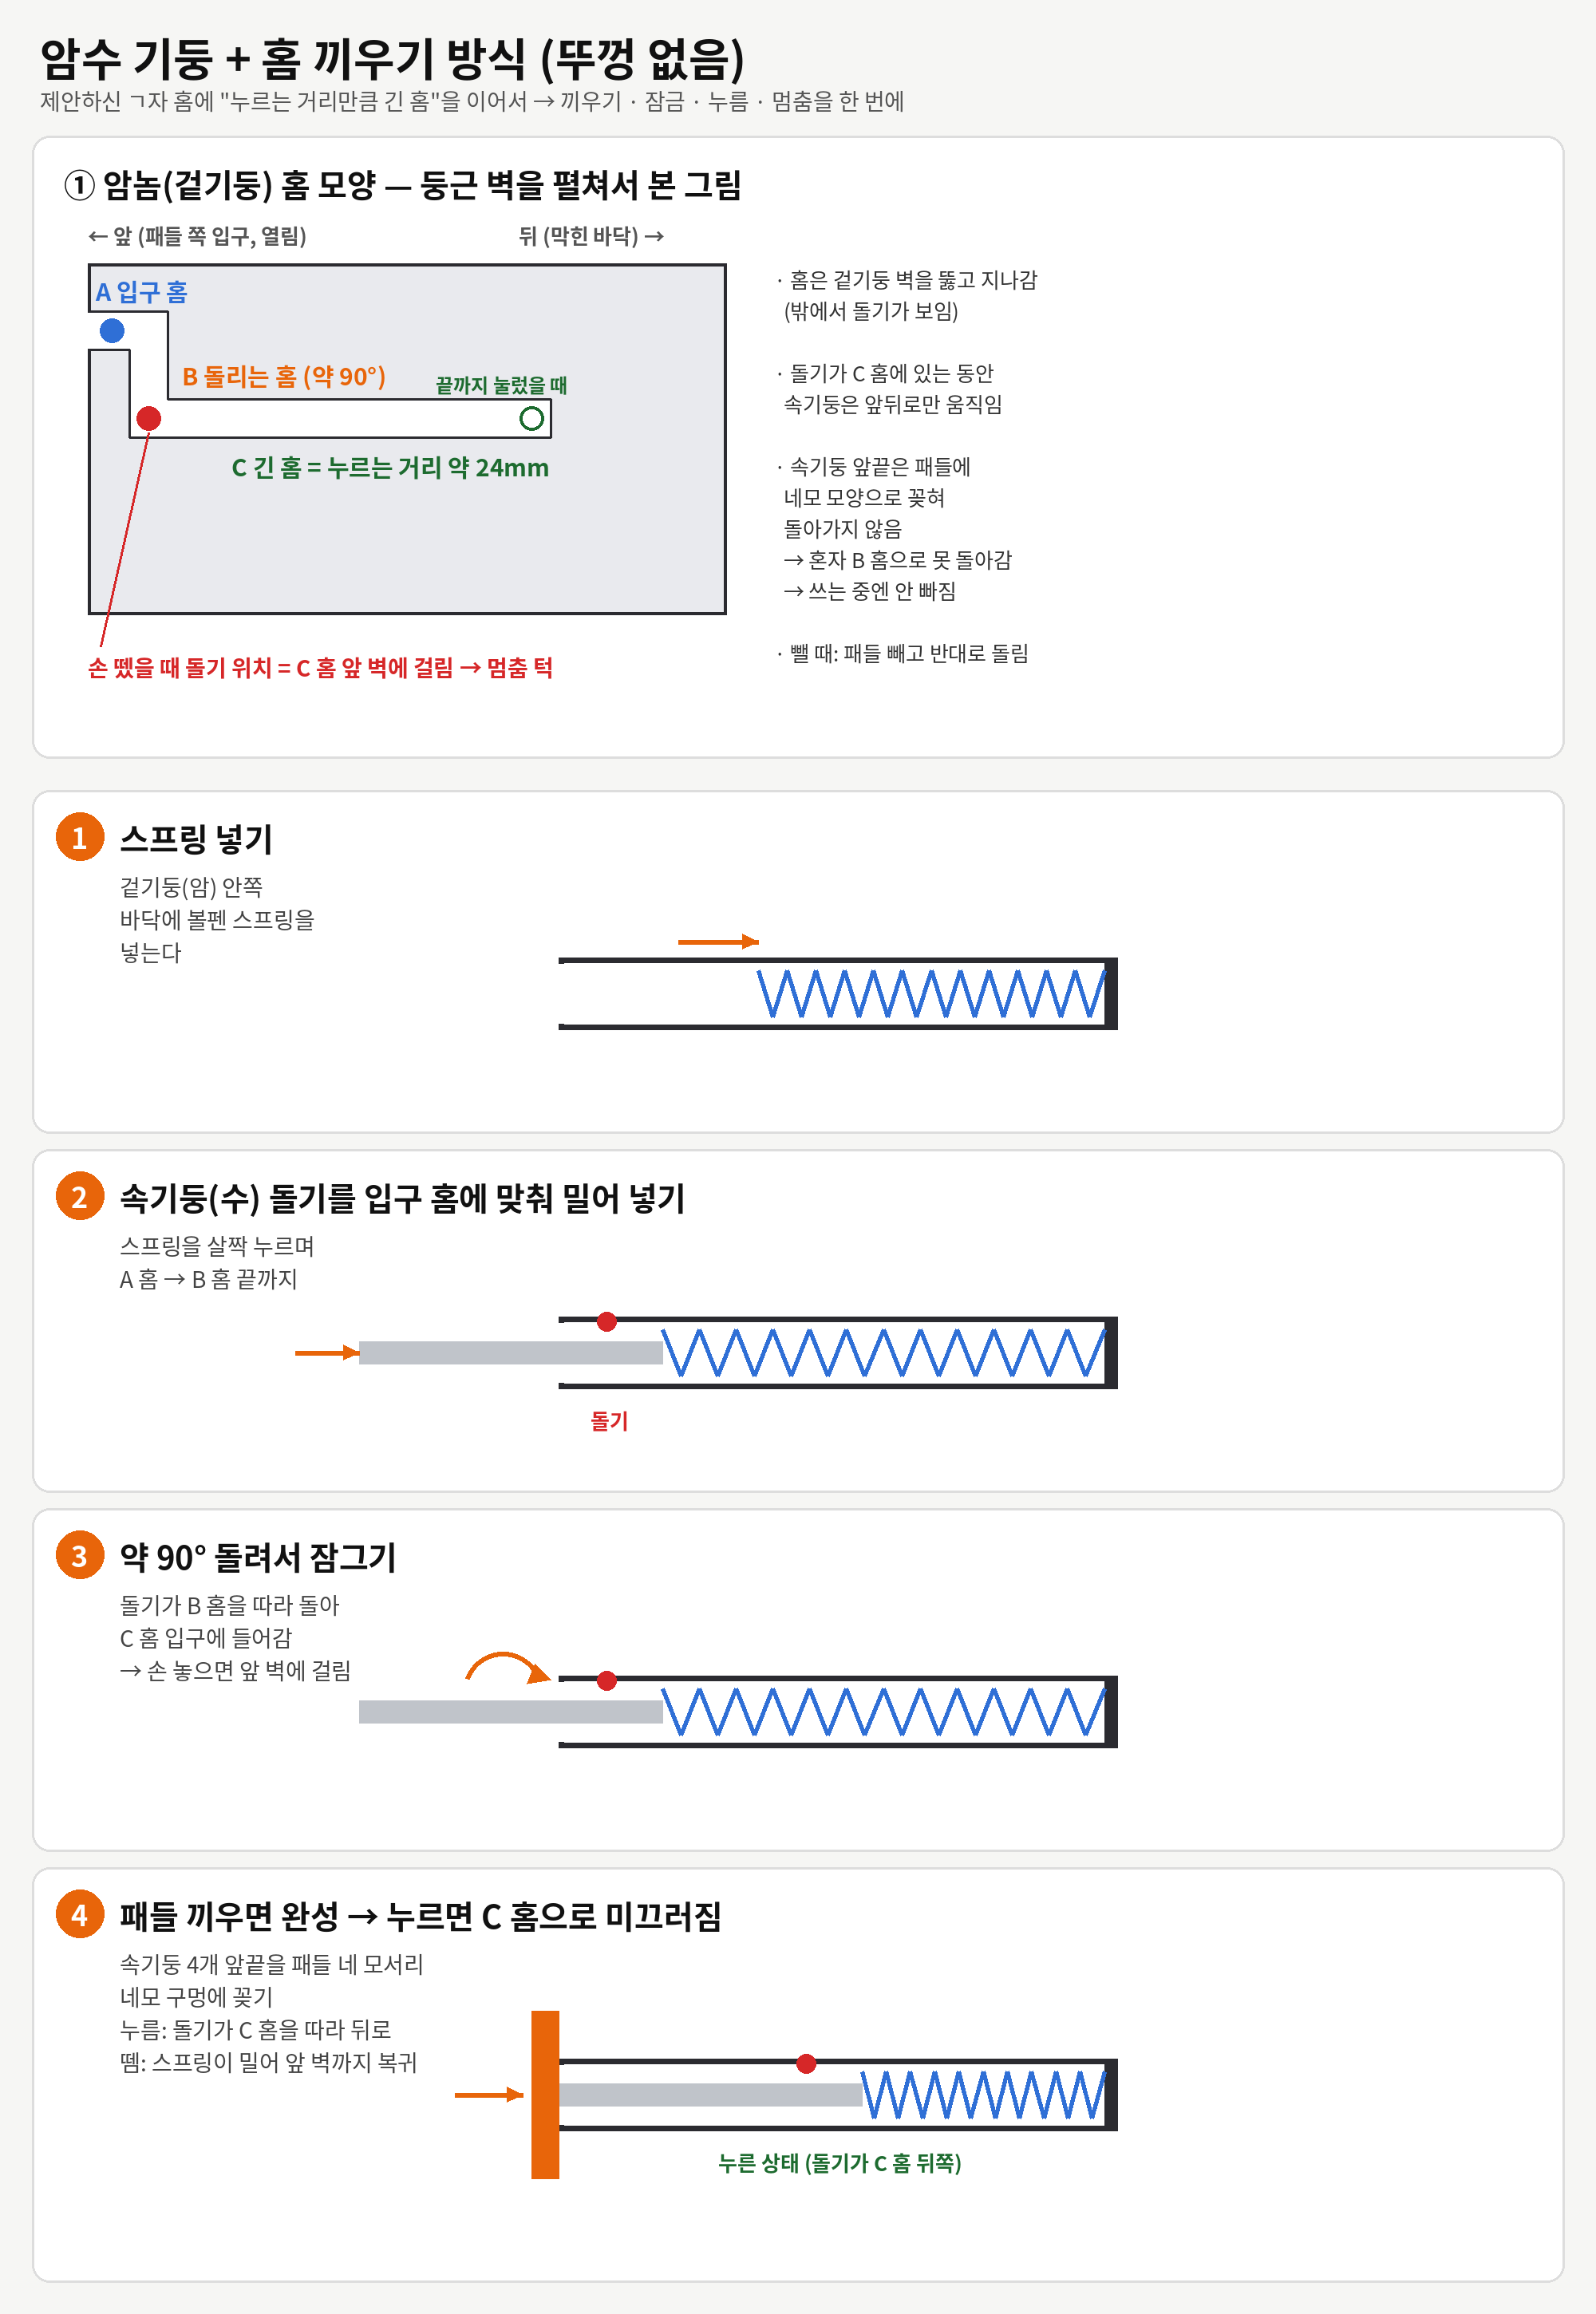 암수 기둥 + 홈 끼우기 방식 (뚜껑 없음)
제안하신 ㄱ자 홈에 "누르는 거리만큼 긴 홈"을 이어서 → 끼우기 · 잠금 · 누름 · 멈춤을 한 번에
① 암놈(겉기둥) 홈 모양 — 둥근 벽을 펼쳐서 본 그림
← 앞 (패들 쪽 입구, 열림)
뒤 (막힌 바닥) →
A 입구 홈
B 돌리는 홈 (약 90°)
끝까지 눌렀을 때
C 긴 홈 = 누르는 거리 약 24mm
손 뗐을 때 돌기 위치 = C 홈 앞 벽에 걸림 → 멈춤 턱
· 홈은 겉기둥 벽을 뚫고 지나감
(밖에서 돌기가 보임)
· 돌기가 C 홈에 있는 동안
속기둥은 앞뒤로만 움직임
· 속기둥 앞끝은 패들에
네모 모양으로 꽂혀
돌아가지 않음
→ 혼자 B 홈으로 못 돌아감
→ 쓰는 중엔 안 빠짐
· 뺄 때: 패들 빼고 반대로 돌림
1 스프링 넣기
겉기둥(암) 안쪽
바닥에 볼펜 스프링을
넣는다
2 속기둥(수) 돌기를 입구 홈에 맞춰 밀어 넣기
스프링을 살짝 누르며
A 홈 → B 홈 끝까지
돌기
3 약 90° 돌려서 잠그기
돌기가 B 홈을 따라 돌아
C 홈 입구에 들어감
→ 손 놓으면 앞 벽에 걸림
4 패들 끼우면 완성 → 누르면 C 홈으로 미끄러짐
속기둥 4개 앞끝을 패들 네 모서리
네모 구멍에 꽂기
누름: 돌기가 C 홈을 따라 뒤로
뗌: 스프링이 밀어 앞 벽까지 복귀
누른 상태 (돌기가 C 홈 뒤쪽)